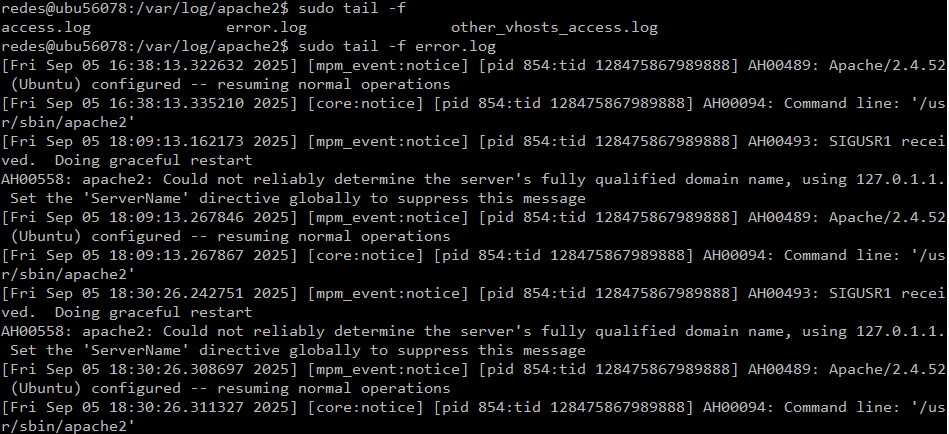 redes@ubu56078:/var/log/apache2$ sudo tail -f
access.log error.log other_vhosts_access.log
redes@ubu56078:/var/log/apache2$ sudo tail -f error.log
[Fri Sep 05 16:38:13.322632 2025] [mpm_event:notice] [pid 854:tid 128475867989888] AH00489: Apache/2.4.52
 (Ubuntu) configured -- resuming normal operations
[Fri Sep 05 16:38:13.335210 2025] [core:notice] [pid 854:tid 128475867989888] AH00094: Command line: '/us
r/sbin/apache2'
[Fri Sep 05 18:09:13.162173 2025] [mpm_event:notice] [pid 854:tid 128475867989888] AH00493: SIGUSR1 recei
ved.  Doing graceful restart
AH00558: apache2: Could not reliably determine the server's fully qualified domain name, using 127.0.1.1.
 Set the 'ServerName' directive globally to suppress this message
[Fri Sep 05 18:09:13.267846 2025] [mpm_event:notice] [pid 854:tid 128475867989888] AH00489: Apache/2.4.52
 (Ubuntu) configured -- resuming normal operations
[Fri Sep 05 18:09:13.267867 2025] [core:notice] [pid 854:tid 128475867989888] AH00094: Command line: '/us
r/sbin/apache2'
[Fri Sep 05 18:30:26.242751 2025] [mpm_event:notice] [pid 854:tid 128475867989888] AH00493: SIGUSR1 recei
ved.  Doing graceful restart
AH00558: apache2: Could not reliably determine the server's fully qualified domain name, using 127.0.1.1.
 Set the 'ServerName' directive globally to suppress this message
[Fri Sep 05 18:30:26.308697 2025] [mpm_event:notice] [pid 854:tid 128475867989888] AH00489: Apache/2.4.52
 (Ubuntu) configured -- resuming normal operations
[Fri Sep 05 18:30:26.311327 2025] [core:notice] [pid 854:tid 128475867989888] AH00094: Command line: '/us
r/sbin/apache2'